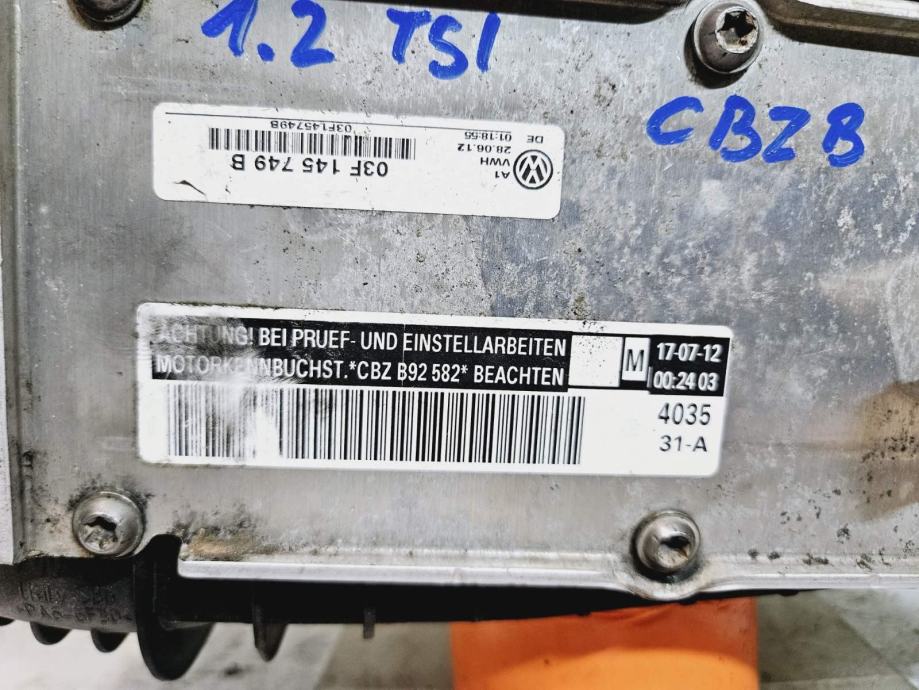 1.2 TSI
CBZB
03F 145 749 B
03F145749B
A1
VWH
28.06.12
DE 01:18:55
ACHTUNG! BEI PRUEF- UND EINSTELLARBEITEN
MOTORKENNBUCHST.*CBZ B92 582* BEACHTEN
M
17-07-12
00:24 03
4035
31-A